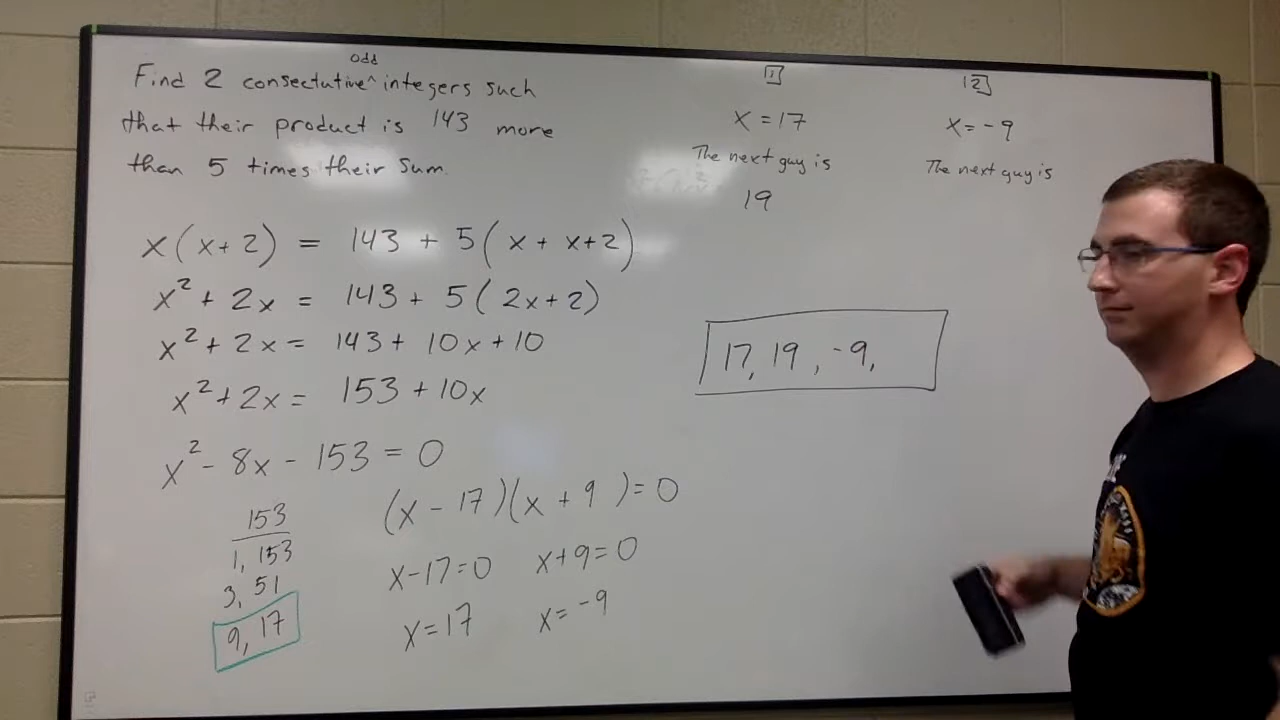 odd
Find 2 consectutive^ integers such
that their product is 143 more
than 5 times their sum.
x(x+2) = 143 + 5(x + x+2)
x² + 2x = 143 + 5(2x+2)
x² + 2x = 143 + 10x + 10
x² + 2x = 153 + 10x
x² - 8x - 153 = 0
153
1, 153
3, 51
9, 17
(x - 17)(x + 9) = 0
x-17=0 x+9=0
x=17 x=-9
1
x = 17
The next guy is
19
2
x = -9
The next guy is
17, 19, -9,